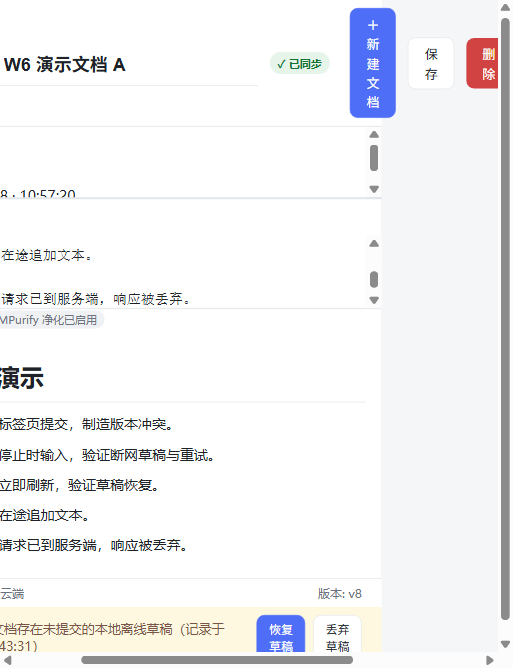 W6 演示文档 A
✓ 已同步
＋
新
建
文
档
保
存
删
除
8 · 10:57:20
在途追加文本。
请求已到服务端，响应被丢弃。
MPurify 净化已启用
演示
标签页提交，制造版本冲突。
停止时输入，验证断网草稿与重试。
立即刷新，验证草稿恢复。
在途追加文本。
请求已到服务端，响应被丢弃。
云端
版本: v8
文档存在未提交的本地离线草稿（记录于
43:31）
恢复
草稿
丢弃
草稿